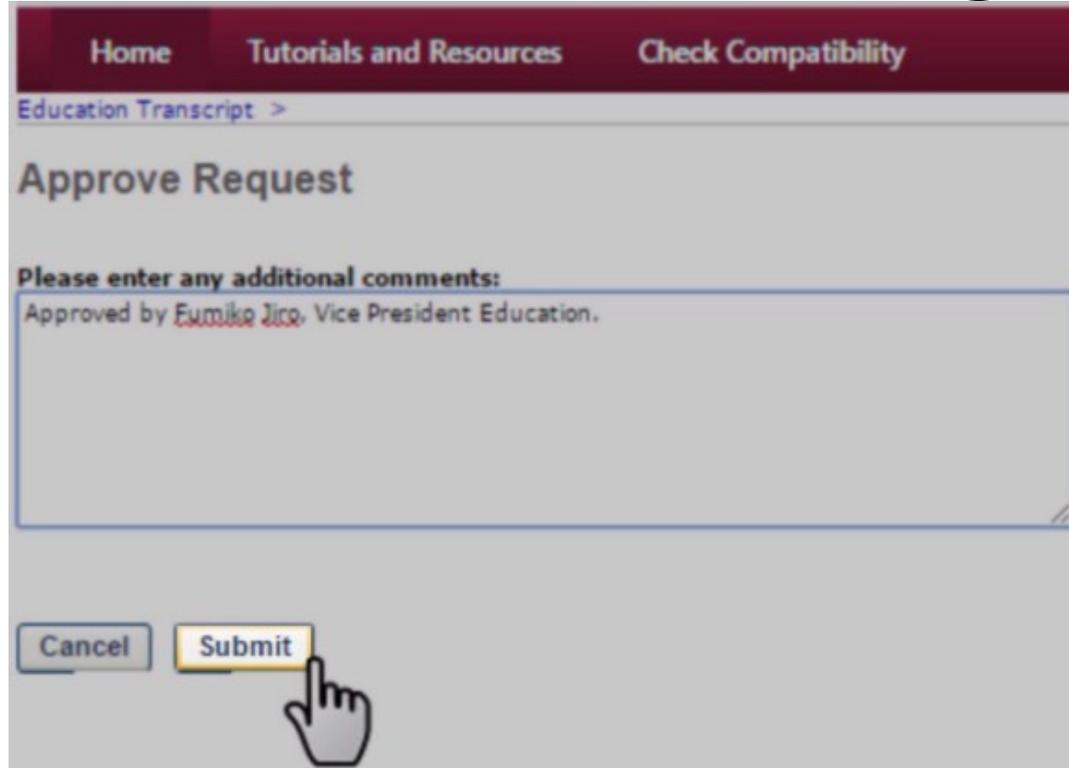 Home Tutorials and Resources Check Compatibility
Education Transcript >
Approve Request
Please enter any additional comments:
Approved by Fumiko Jiro, Vice President Education.
Cancel Submit